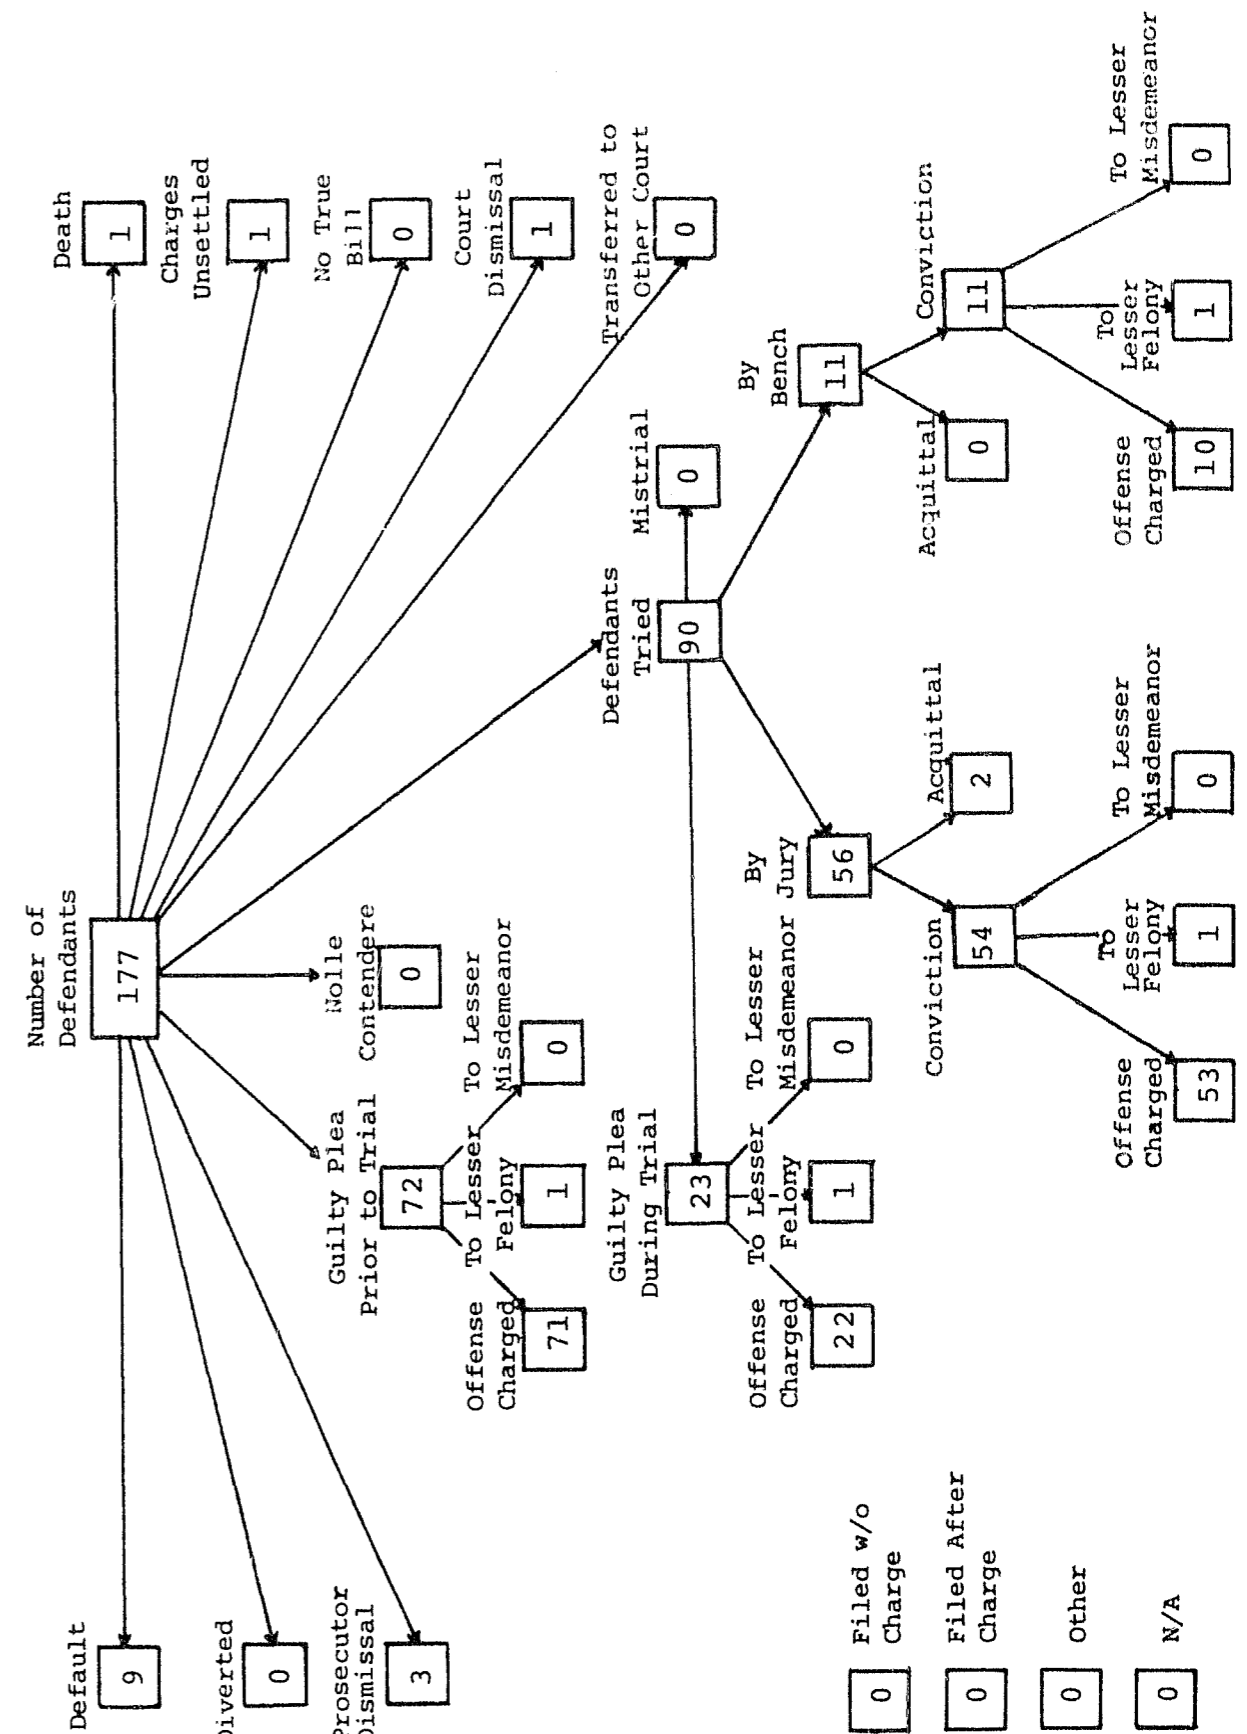 Number of
Defendants
177
Default
9
Diverted
0
Prosecutor
Dismissal
3
Guilty Plea
Prior to Trial
72
Offense
Charged
71
To Lesser
Felony
1
To Lesser
Misdemeanor
0
Nolle
Contendere
0
Death
1
Charges
Unsettled
1
No True
Bill
0
Court
Dismissal
1
Transferred to
Other Court
0
Defendants
Tried
90
Mistrial
0
Guilty Plea
During Trial
23
Offense
Charged
22
To Lesser
Felony
1
To Lesser
Misdemeanor
0
By
Jury
56
Conviction
54
Acquittal
2
Offense
Charged
53
To
Lesser
Felony
1
To Lesser
Misdemeanor
0
By
Bench
11
Acquittal
0
Conviction
11
Offense
Charged
10
To
Lesser
Felony
1
To Lesser
Misdemeanor
0
0
Filed w/o
Charge
0
Filed After
Charge
0
Other
0
N/A